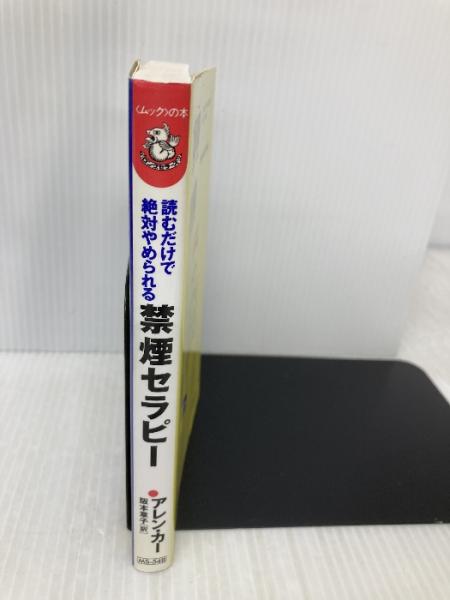 〈ムック〉の本
読むだけで
絶対やめられる
禁煙セラピー
アレン・カー
阪本章子 訳